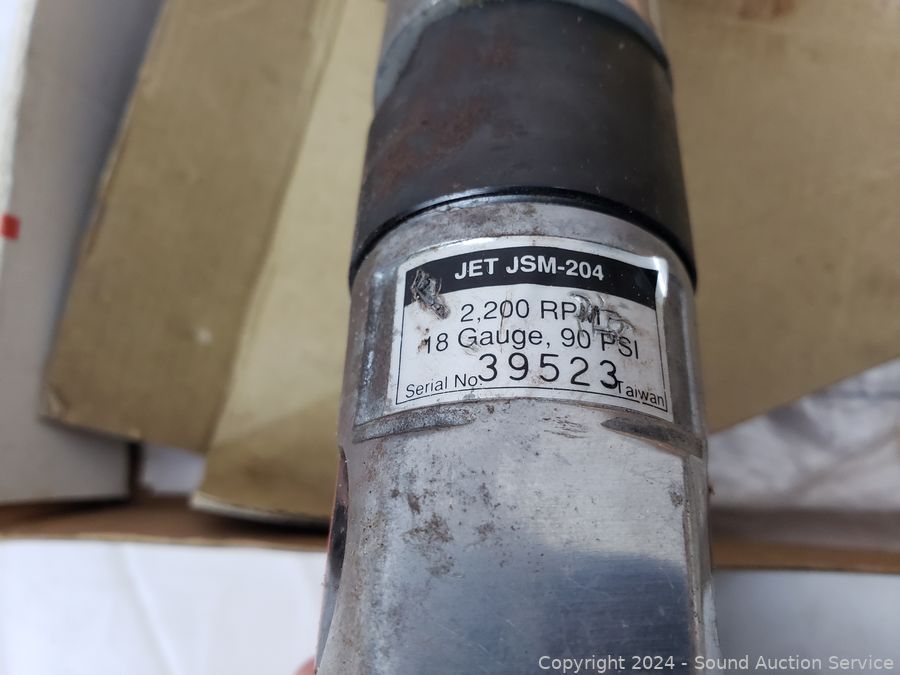 JET JSM-204
2,200 RPM
18 Gauge, 90 PSI
Serial No. 39523 Taiwan
Copyright © 2024 - Sound Auction Service